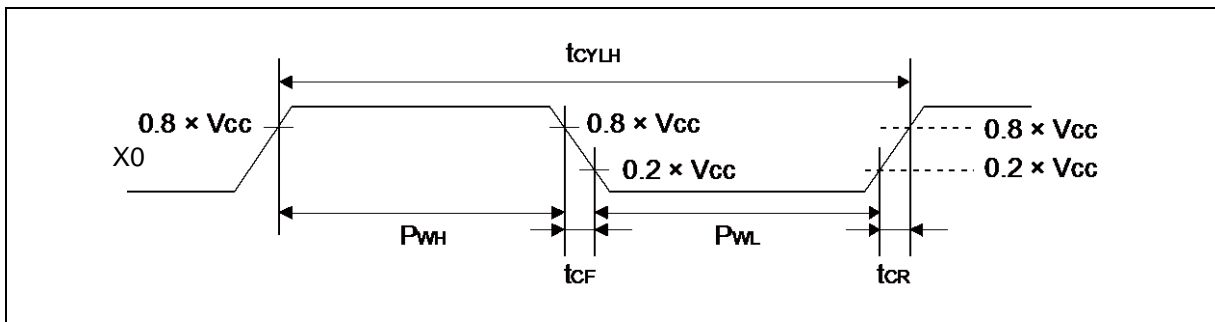 tCYLH
0.8 × Vcc
0.8 × Vcc
0.8 × Vcc
X0
0.2 × Vcc
0.2 × Vcc
PWH
PWL
tCF
tCR